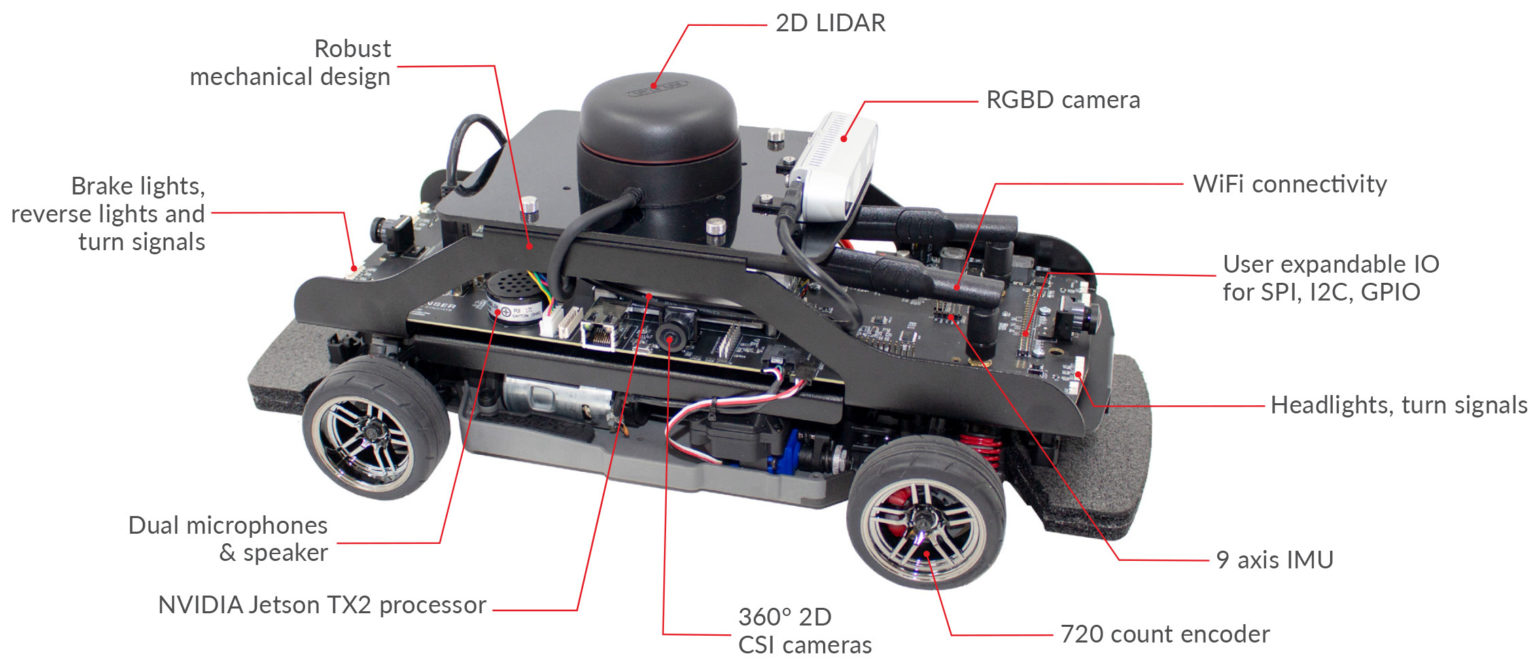 2D LIDAR
Robust
mechanical design
RGBD camera
Brake lights,
reverse lights and
turn signals
WiFi connectivity
User expandable IO
for SPI, I2C, GPIO
Headlights, turn signals
Dual microphones
& speaker
9 axis IMU
NVIDIA Jetson TX2 processor
360° 2D
CSI cameras
720 count encoder